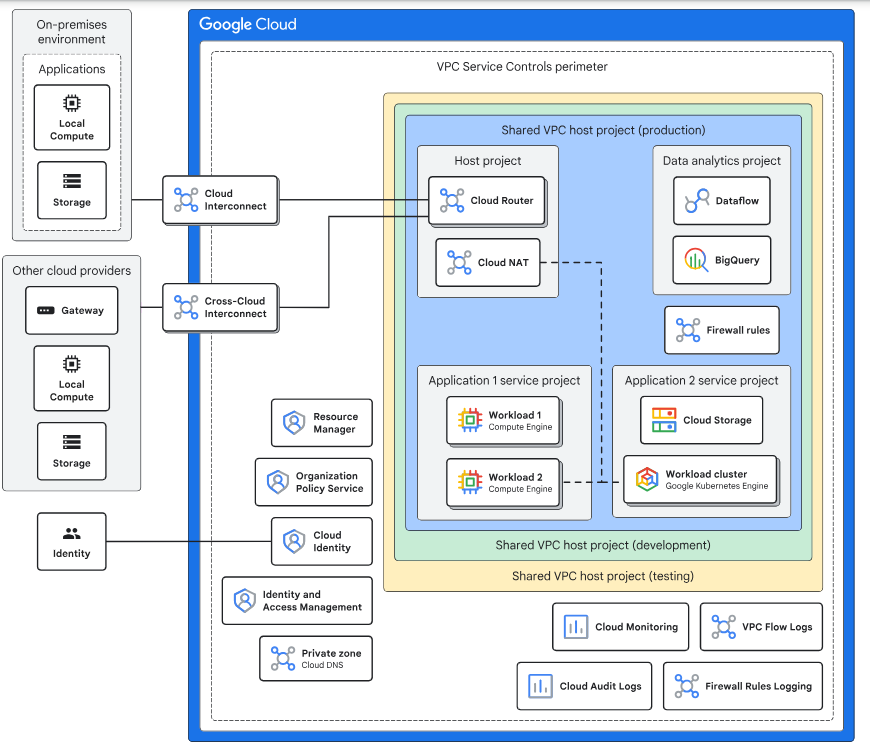 On-premises
environment
Applications
Local
Compute
Storage
Other cloud providers
Gateway
Local
Compute
Storage
Identity
Google Cloud
VPC Service Controls perimeter
Cloud
Interconnect
Cross-Cloud
Interconnect
Resource
Manager
Organization
Policy Service
Cloud
Identity
Identity and
Access Management
Private zone
Cloud DNS
Shared VPC host project (production)
Host project
Cloud Router
Cloud NAT
Data analytics project
Dataflow
BigQuery
Firewall rules
Application 1 service project
Workload 1
Compute Engine
Workload 2
Compute Engine
Application 2 service project
Cloud Storage
Workload cluster
Google Kubernetes Engine
Shared VPC host project (development)
Shared VPC host project (testing)
Cloud Monitoring
VPC Flow Logs
Cloud Audit Logs
Firewall Rules Logging